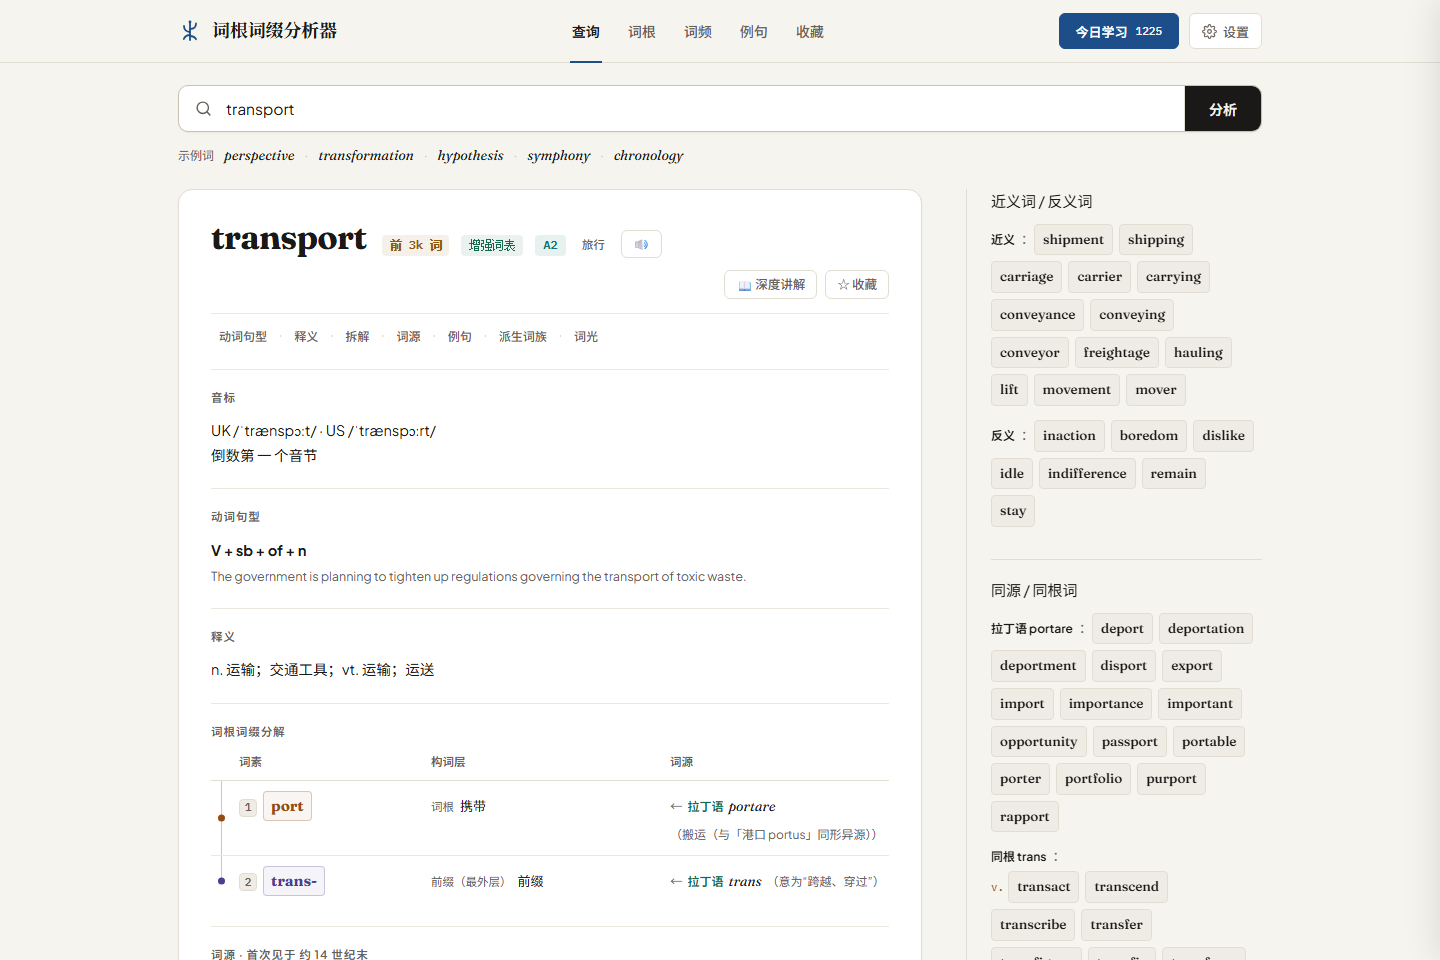 词根词缀分析器
查询 词根 词频 例句 收藏
今日学习 1225 设置
transport
分析
示例词 perspective · transformation · hypothesis · symphony · chronology
transport 前 3k 词 增强词表 A2 旅行
深度讲解 ☆ 收藏
动词句型 · 释义 · 拆解 · 词源 · 例句 · 派生词族 · 词光
音标
UK /ˈtrænspɔːt/ · US /ˈtrænspɔːrt/
倒数第一个音节
动词句型
V + sb + of + n
The government is planning to tighten up regulations governing the transport of toxic waste.
释义
n. 运输；交通工具；vt. 运输；运送
词根词缀分解
词素 构词层 词源
1 port 词根 携带 ← 拉丁语 portare
（搬运（与「港口 portus」同形异源））
2 trans- 前缀（最外层） 前缀 ← 拉丁语 trans （意为“跨越、穿过”）
词源 · 首次见于 约 14 世纪末
近义词 / 反义词
近义 ： shipment shipping
carriage carrier carrying
conveyance conveying
conveyor freightage hauling
lift movement mover
反义 ： inaction boredom dislike
idle indifference remain
stay
同源 / 同根词
拉丁语 portare ： deport deportation
deportment disport export
import importance important
opportunity passport portable
porter portfolio purport
rapport
同根 trans ：
v. transact transcend
transcribe transfer